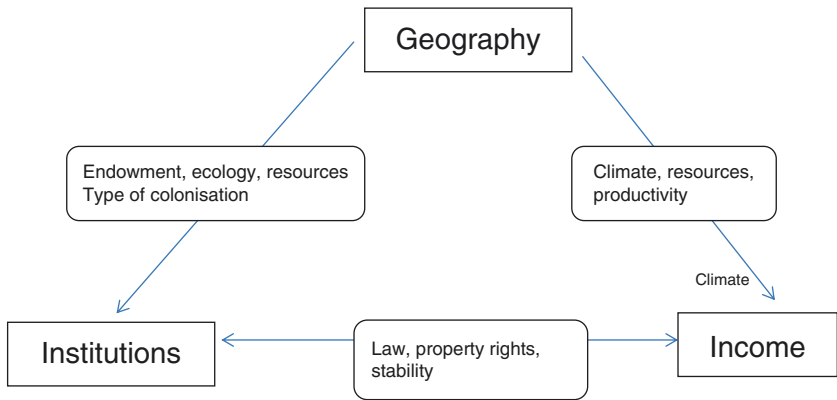 Geography
Endowment, ecology, resources
Type of colonisation
Climate, resources,
productivity
Climate
Institutions
Law, property rights,
stability
Income